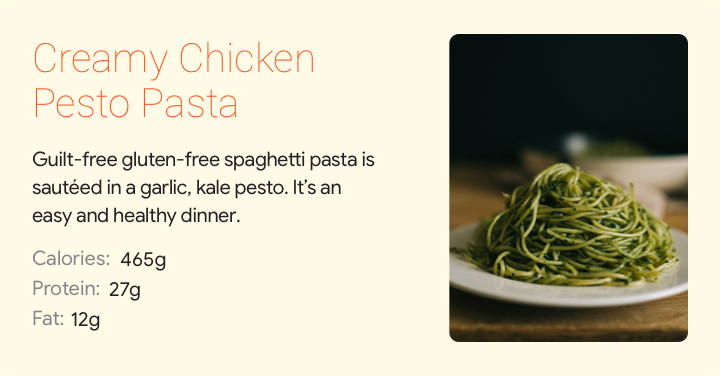 Creamy Chicken
Pesto Pasta
Guilt-free gluten-free spaghetti pasta is
sautéed in a garlic, kale pesto. It’s an
easy and healthy dinner.
Calories: 465g
Protein: 27g
Fat: 12g